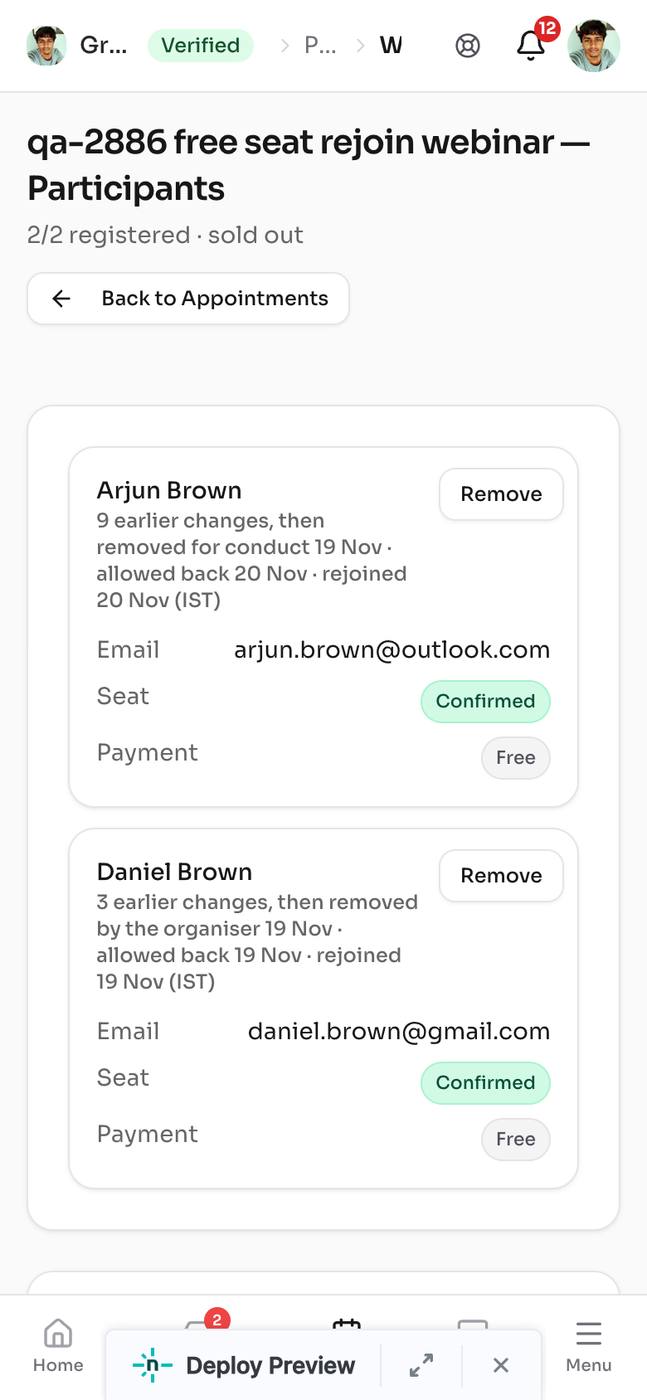 Gr...
Verified
P...
W
12
qa-2886 free seat rejoin webinar —
Participants
2/2 registered · sold out
Back to Appointments
Arjun Brown
Remove
9 earlier changes, then
removed for conduct 19 Nov ·
allowed back 20 Nov · rejoined
20 Nov (IST)
Email
arjun.brown@outlook.com
Seat
Confirmed
Payment
Free
Daniel Brown
Remove
3 earlier changes, then removed
by the organiser 19 Nov ·
allowed back 19 Nov · rejoined
19 Nov (IST)
Email
daniel.brown@gmail.com
Seat
Confirmed
Payment
Free
2
Home
n Deploy Preview
Menu